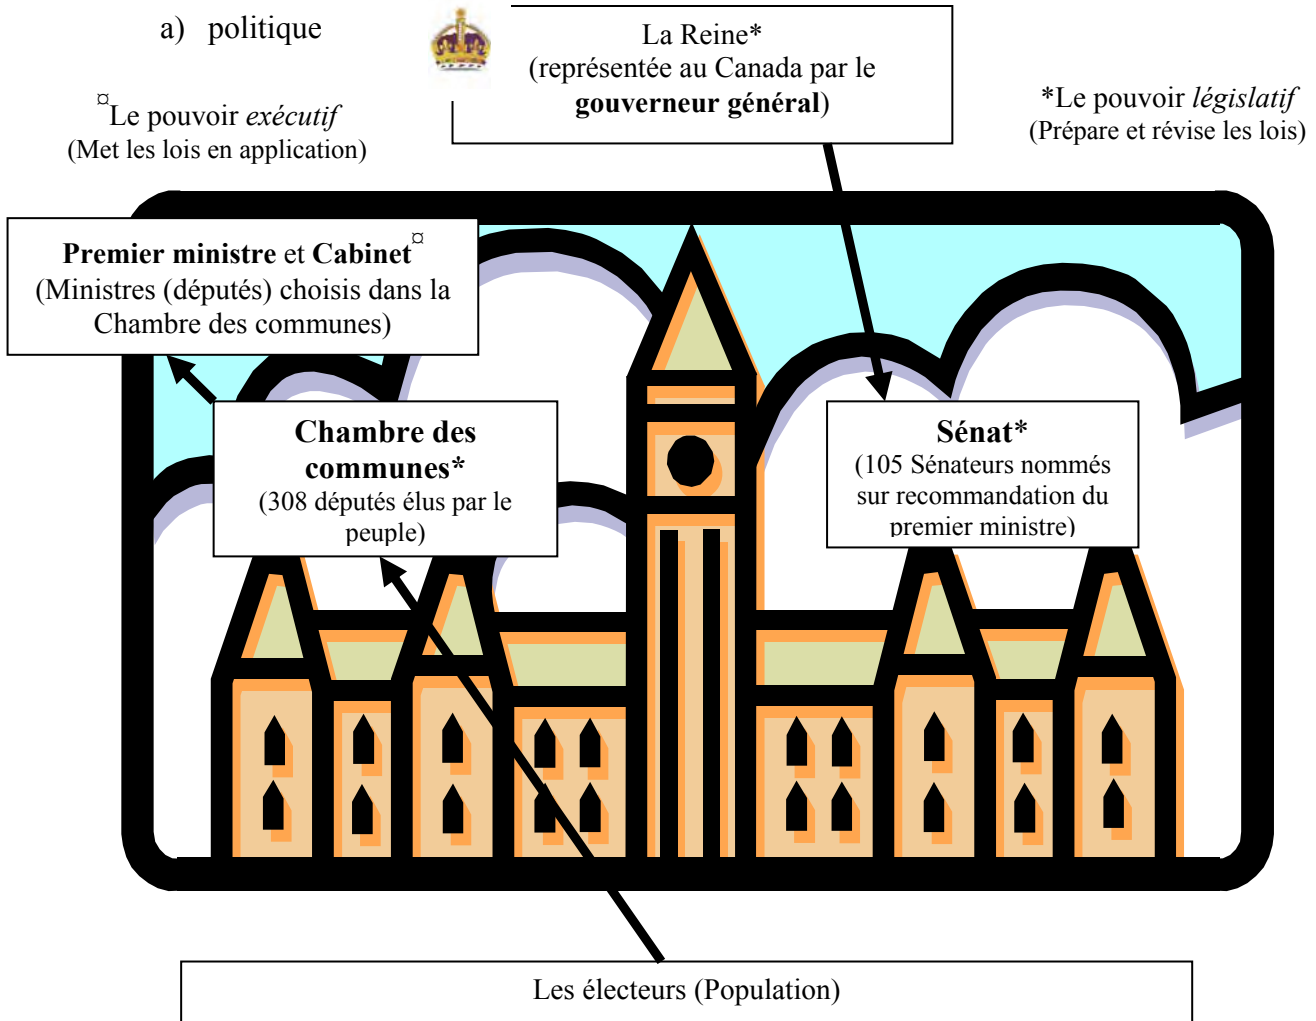 a) politique
La Reine*
(représentée au Canada par le
gouverneur général)
¤Le pouvoir exécutif
(Met les lois en application)
*Le pouvoir législatif
(Prépare et révise les lois)
Premier ministre et Cabinet¤
(Ministres (députés) choisis dans la
Chambre des communes)
Chambre des
communes*
(308 députés élus par le
peuple)
Sénat*
(105 Sénateurs nommés
sur recommandation du
premier ministre)
Les électeurs (Population)